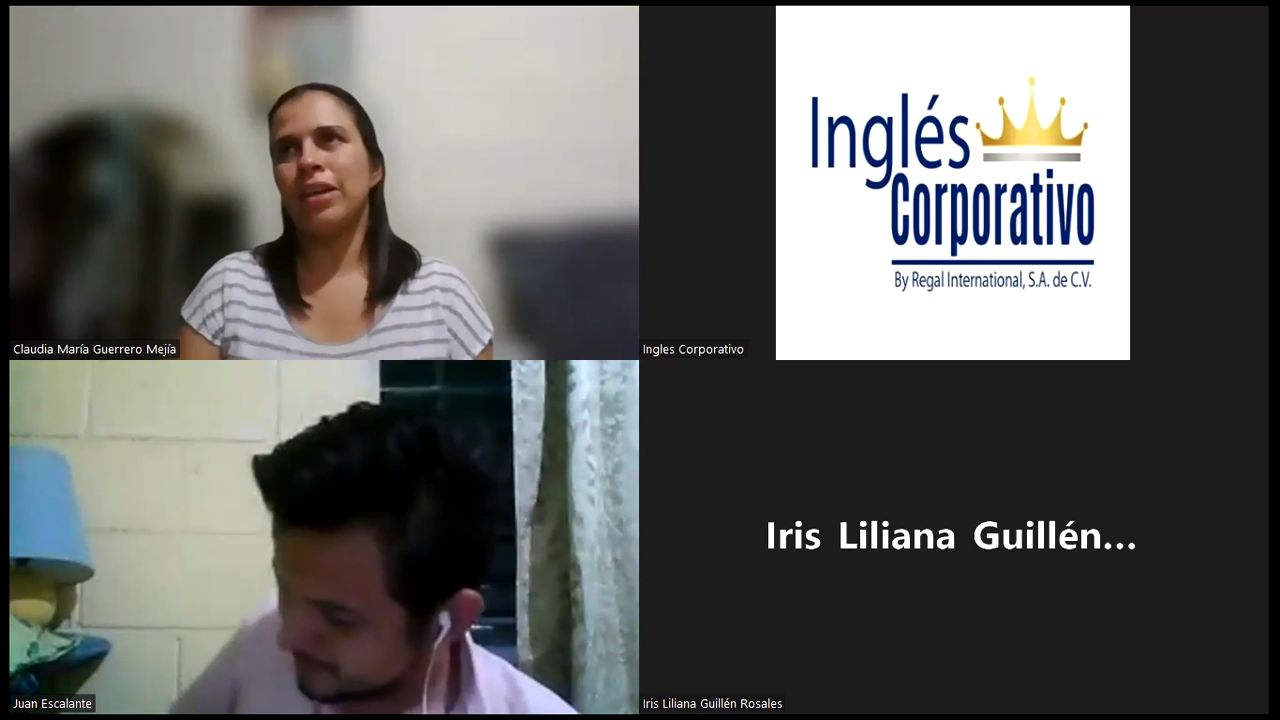 Inglés
Corporativo
By Regal International, S.A. de C.V.
Claudia María Guerrero Mejía
Ingles Corporativo
Iris Liliana Guillén...
Juan Escalante
Iris Liliana Guillén Rosales